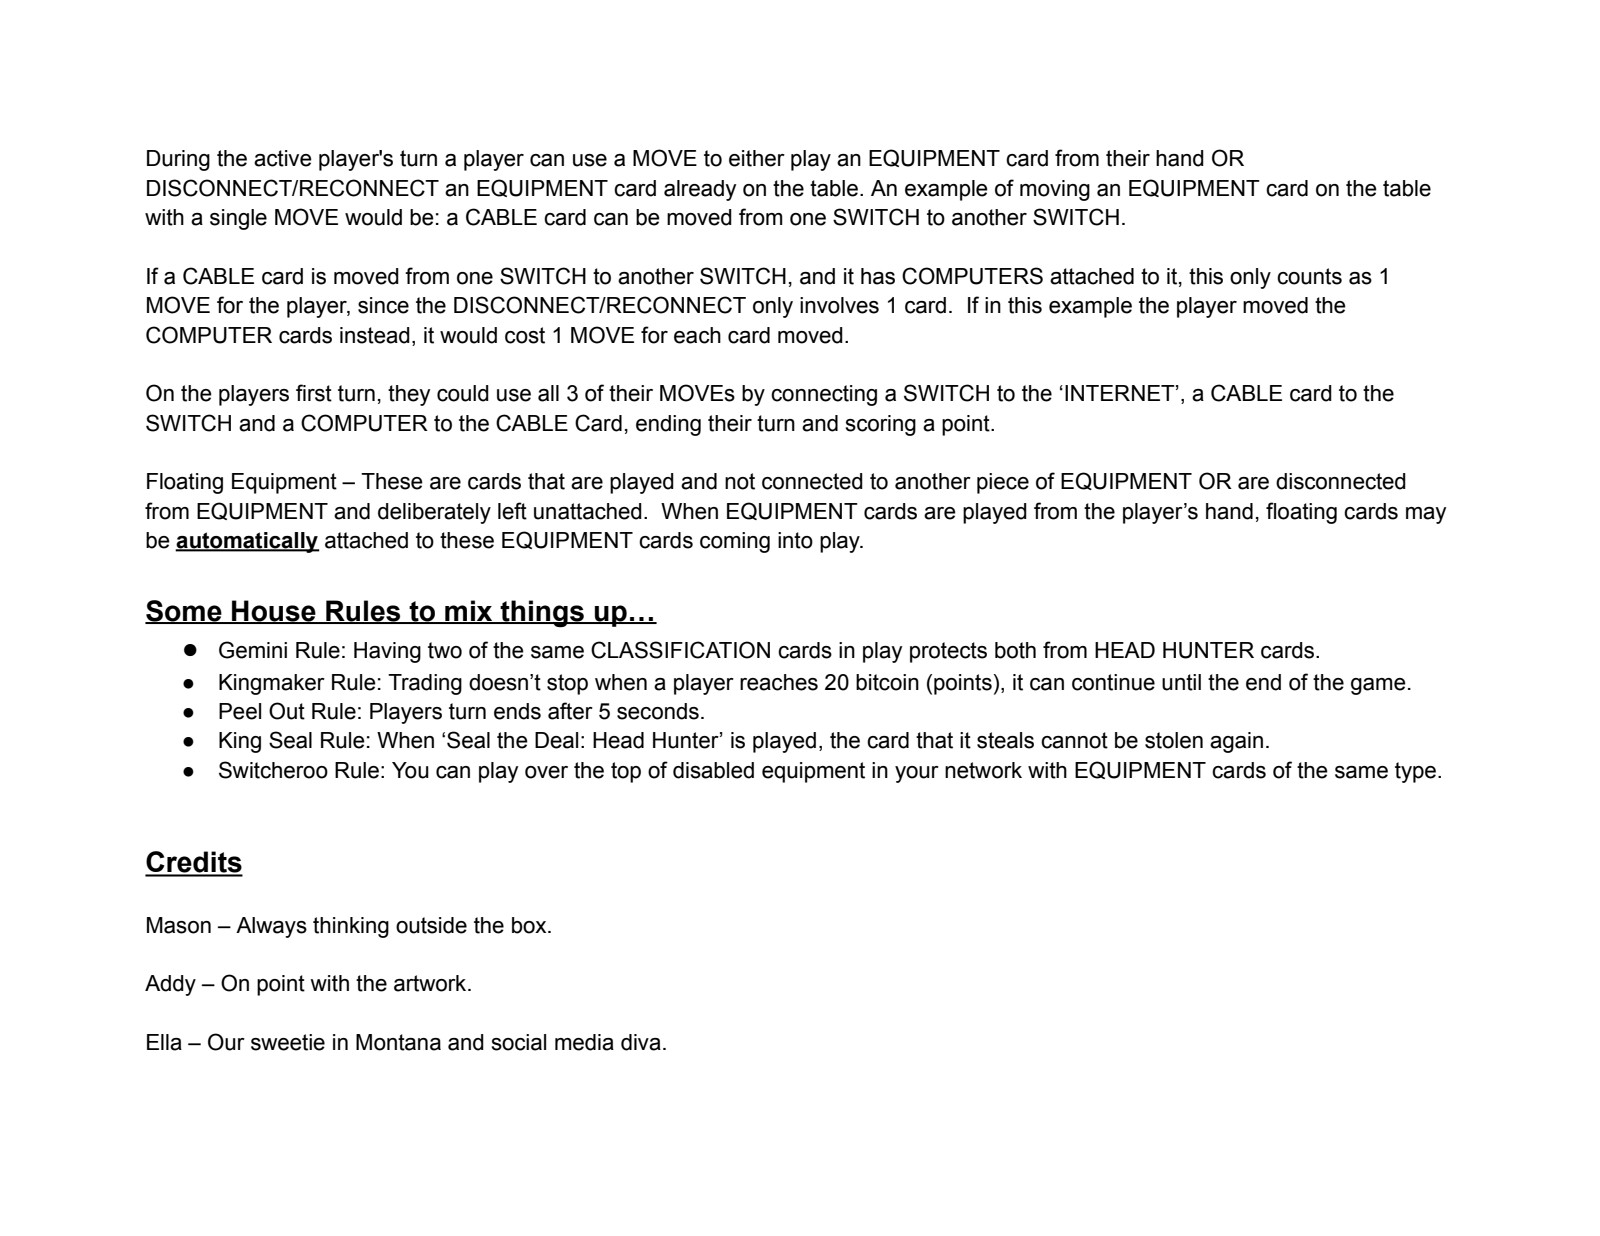 During the active player's turn a player can use a MOVE to either play an EQUIPMENT card from their hand OR
DISCONNECT/RECONNECT an EQUIPMENT card already on the table. An example of moving an EQUIPMENT card on the table
with a single MOVE would be: a CABLE card can be moved from one SWITCH to another SWITCH.
If a CABLE card is moved from one SWITCH to another SWITCH, and it has COMPUTERS attached to it, this only counts as 1
MOVE for the player, since the DISCONNECT/RECONNECT only involves 1 card.  If in this example the player moved the
COMPUTER cards instead, it would cost 1 MOVE for each card moved.
On the players first turn, they could use all 3 of their MOVEs by connecting a SWITCH to the ‘INTERNET’, a CABLE card to the
SWITCH and a COMPUTER to the CABLE Card, ending their turn and scoring a point.
Floating Equipment – These are cards that are played and not connected to another piece of EQUIPMENT OR are disconnected
from EQUIPMENT and deliberately left unattached.  When EQUIPMENT cards are played from the player’s hand, floating cards may
be automatically attached to these EQUIPMENT cards coming into play.
Some House Rules to mix things up…
● Gemini Rule: Having two of the same CLASSIFICATION cards in play protects both from HEAD HUNTER cards.
● Kingmaker Rule: Trading doesn’t stop when a player reaches 20 bitcoin (points), it can continue until the end of the game.
● Peel Out Rule: Players turn ends after 5 seconds.
● King Seal Rule: When ‘Seal the Deal: Head Hunter’ is played, the card that it steals cannot be stolen again.
● Switcheroo Rule: You can play over the top of disabled equipment in your network with EQUIPMENT cards of the same type.
Credits
Mason – Always thinking outside the box.
Addy – On point with the artwork.
Ella – Our sweetie in Montana and social media diva.